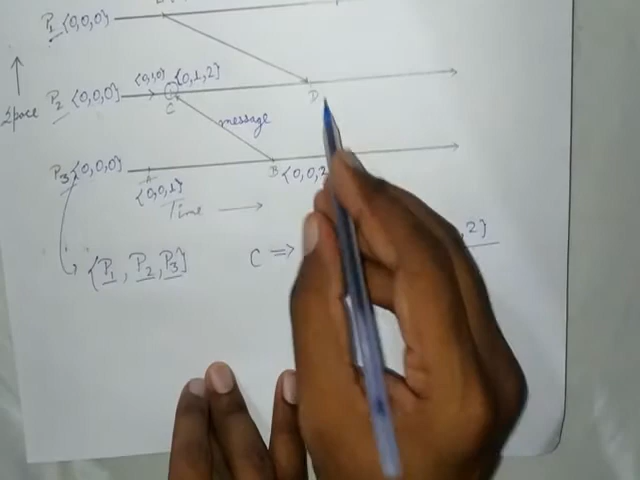 P1 {0,0,0}
{0,1,0} {0,1,2}
Space P2 {0,0,0}
C D
message
P3 {0,0,0} A B {0,0,2
{0,0,1}
Time
{P1, P2, P3} C ⇒ ,2}